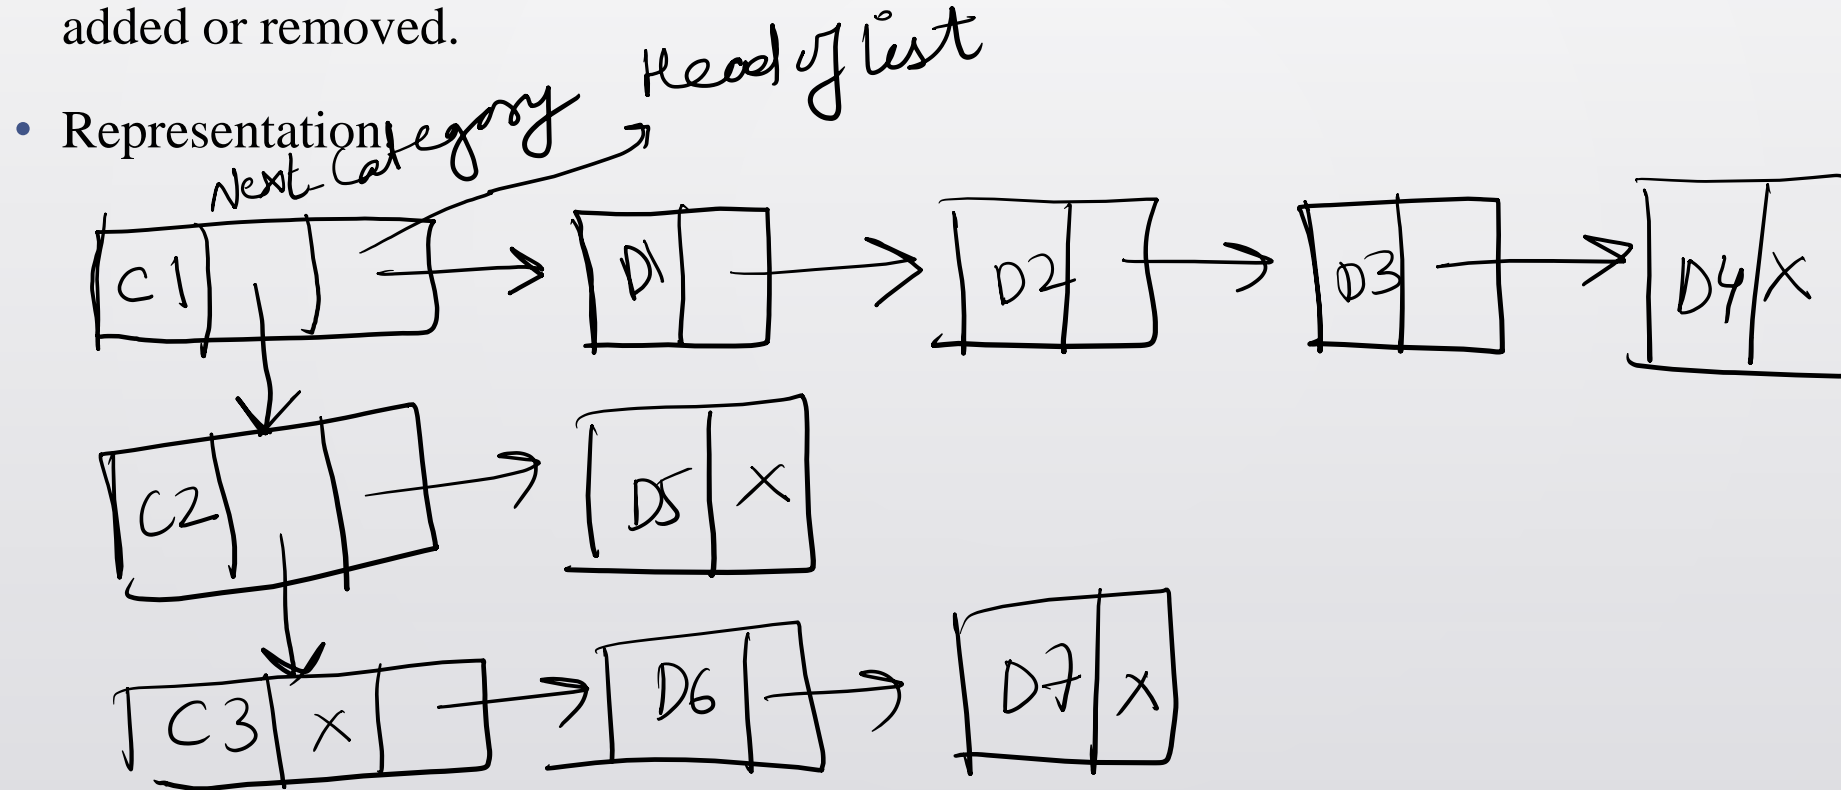 added or removed.
Head of list
• Representation:
Next Category
C1 D1 D2 D3 D4 X
C2 D5 X
C3 X D6 D7 X